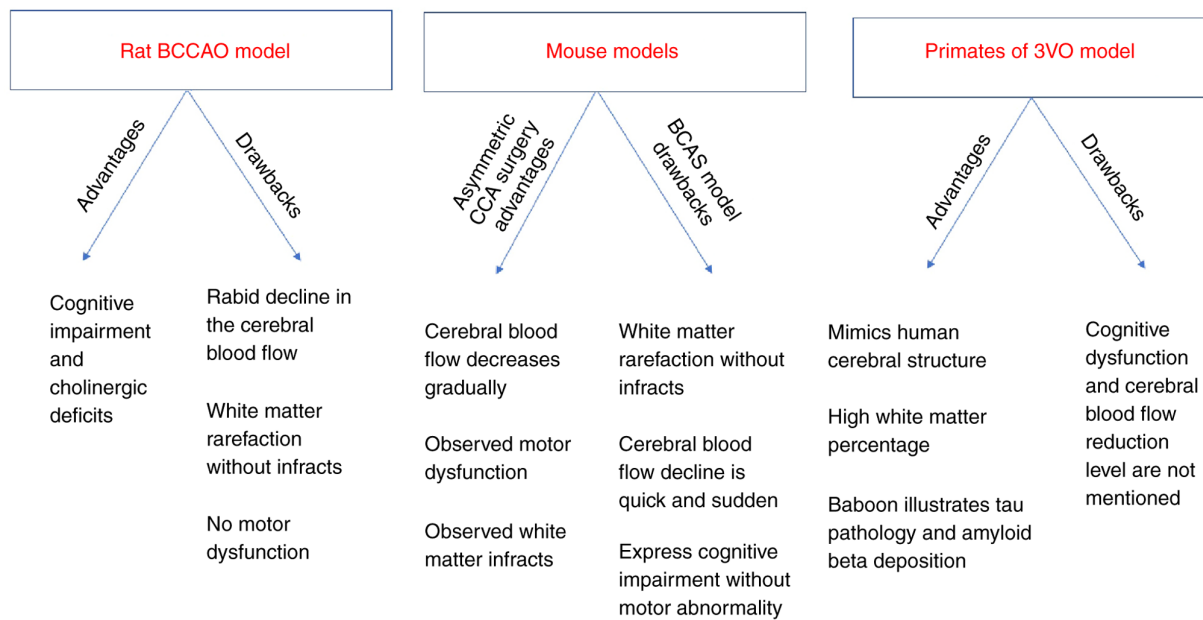 Rat BCCAO model
Advantages
Drawbacks
Cognitive
impairment
and
cholinergic
deficits
Rabid decline in
the cerebral
blood flow
White matter
rarefaction
without infracts
No motor
dysfunction
Mouse models
Asymmetric
CCA surgery
advantages
BCAS model
drawbacks
Cerebral blood
flow decreases
gradually
Observed motor
dysfunction
Observed white
matter infracts
White matter
rarefaction without
infracts
Cerebral blood
flow decline is
quick and sudden
Express cognitive
impairment without
motor abnormality
Primates of 3VO model
Advantages
Drawbacks
Mimics human
cerebral structure
High white matter
percentage
Baboon illustrates tau
pathology and amyloid
beta deposition
Cognitive
dysfunction
and cerebral
blood flow
reduction
level are not
mentioned